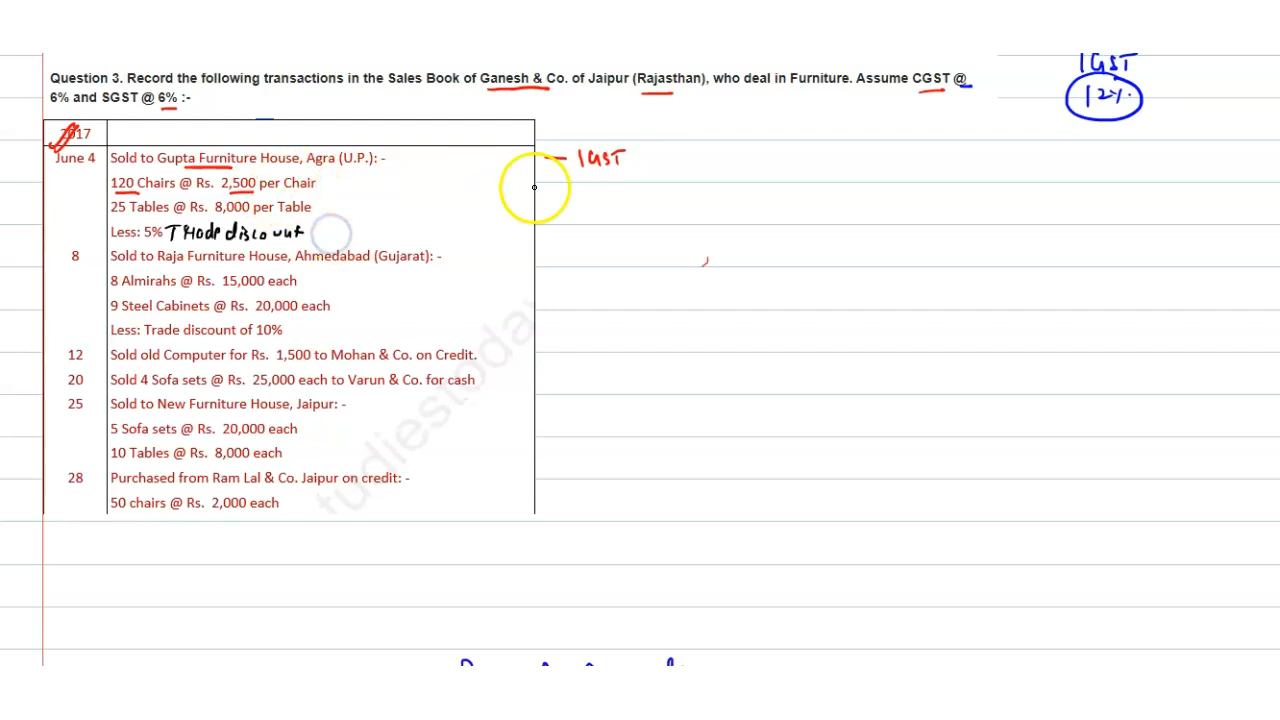 IGST
12%
Question 3. Record the following transactions in the Sales Book of Ganesh & Co. of Jaipur (Rajasthan), who deal in Furniture. Assume CGST @
6% and SGST @ 6% :-
2017
June 4 Sold to Gupta Furniture House, Agra (U.P.): - IGST
120 Chairs @ Rs. 2,500 per Chair
25 Tables @ Rs. 8,000 per Table
Less: 5% Trade discount
8 Sold to Raja Furniture House, Ahmedabad (Gujarat): -
8 Almirahs @ Rs. 15,000 each
9 Steel Cabinets @ Rs. 20,000 each
Less: Trade discount of 10%
12 Sold old Computer for Rs. 1,500 to Mohan & Co. on Credit.
20 Sold 4 Sofa sets @ Rs. 25,000 each to Varun & Co. for cash
25 Sold to New Furniture House, Jaipur: -
5 Sofa sets @ Rs. 20,000 each
10 Tables @ Rs. 8,000 each
28 Purchased from Ram Lal & Co. Jaipur on credit: -
50 chairs @ Rs. 2,000 each
tudiestoday